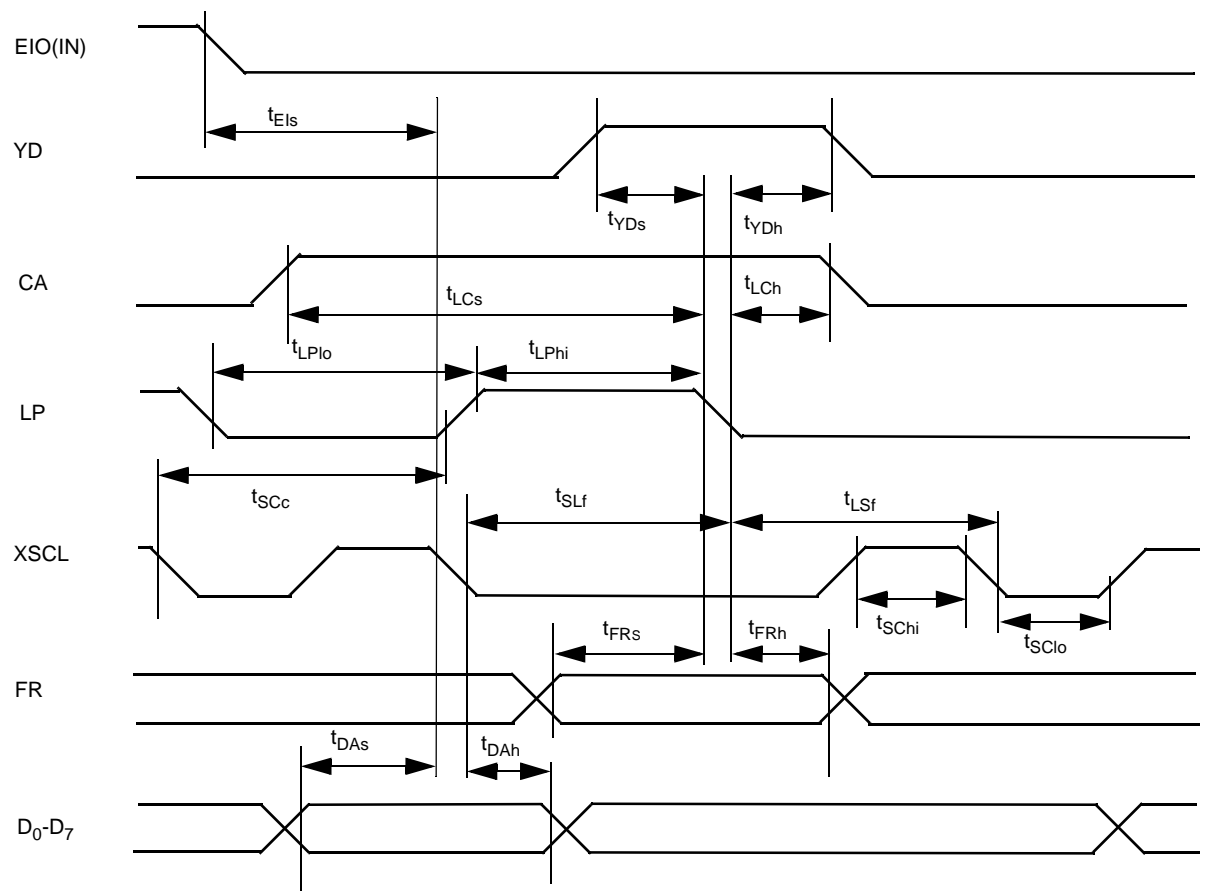 EIO(IN)
tEIs
YD
tYDs
tYDh
CA
tLCs
tLCh
tLPlo
tLPhi
LP
tSCc
tSLf
tLSf
XSCL
tSChi
tSClo
tFRs
tFRh
FR
tDAs
tDAh
D0-D7